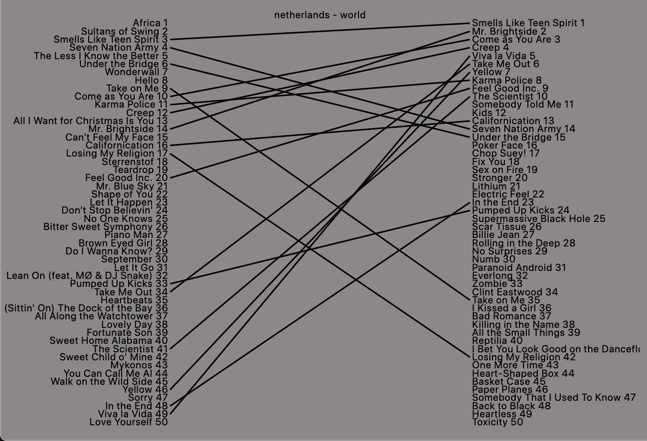 netherlands - world
Africa 1
Sultans of Swing 2
Smells Like Teen Spirit 3
Seven Nation Army 4
The Less I Know the Better 5
Under the Bridge 6
Wonderwall 7
Hello 8
Take on Me 9
Come as You Are 10
Karma Police 11
Creep 12
All I Want for Christmas Is You 13
Mr. Brightside 14
Can't Feel My Face 15
Californication 16
Losing My Religion 17
Sterrenstof 18
Teardrop 19
Feel Good Inc. 20
Mr. Blue Sky 21
Shape of You 22
Let It Happen 23
Don't Stop Believin' 24
No One Knows 25
Bitter Sweet Symphony 26
Piano Man 27
Brown Eyed Girl 28
Do I Wanna Know? 29
September 30
Let It Go 31
Lean On (feat. MØ & DJ Snake) 32
Pumped Up Kicks 33
Take Me Out 34
Heartbeats 35
(Sittin' On) The Dock of the Bay 36
All Along the Watchtower 37
Lovely Day 38
Fortunate Son 39
Sweet Home Alabama 40
The Scientist 41
Sweet Child o' Mine 42
Mykonos 43
You Can Call Me Al 44
Walk on the Wild Side 45
Yellow 46
Sorry 47
In the End 48
Viva la Vida 49
Love Yourself 50
Smells Like Teen Spirit 1
Mr. Brightside 2
Come as You Are 3
Creep 4
Viva la Vida 5
Take Me Out 6
Yellow 7
Karma Police 8
Feel Good Inc. 9
The Scientist 10
Somebody Told Me 11
Kids 12
Californication 13
Seven Nation Army 14
Under the Bridge 15
Poker Face 16
Chop Suey! 17
Fix You 18
Sex on Fire 19
Stronger 20
Lithium 21
Electric Feel 22
In the End 23
Pumped Up Kicks 24
Supermassive Black Hole 25
Scar Tissue 26
Billie Jean 27
Rolling in the Deep 28
No Surprises 29
Numb 30
Paranoid Android 31
Everlong 32
Zombie 33
Clint Eastwood 34
Take on Me 35
I Kissed a Girl 36
Bad Romance 37
Killing in the Name 38
All the Small Things 39
Reptilia 40
I Bet You Look Good on the Dancefl
Losing My Religion 42
One More Time 43
Heart-Shaped Box 44
Basket Case 45
Paper Planes 46
Somebody That I Used To Know 47
Back to Black 48
Heartless 49
Toxicity 50